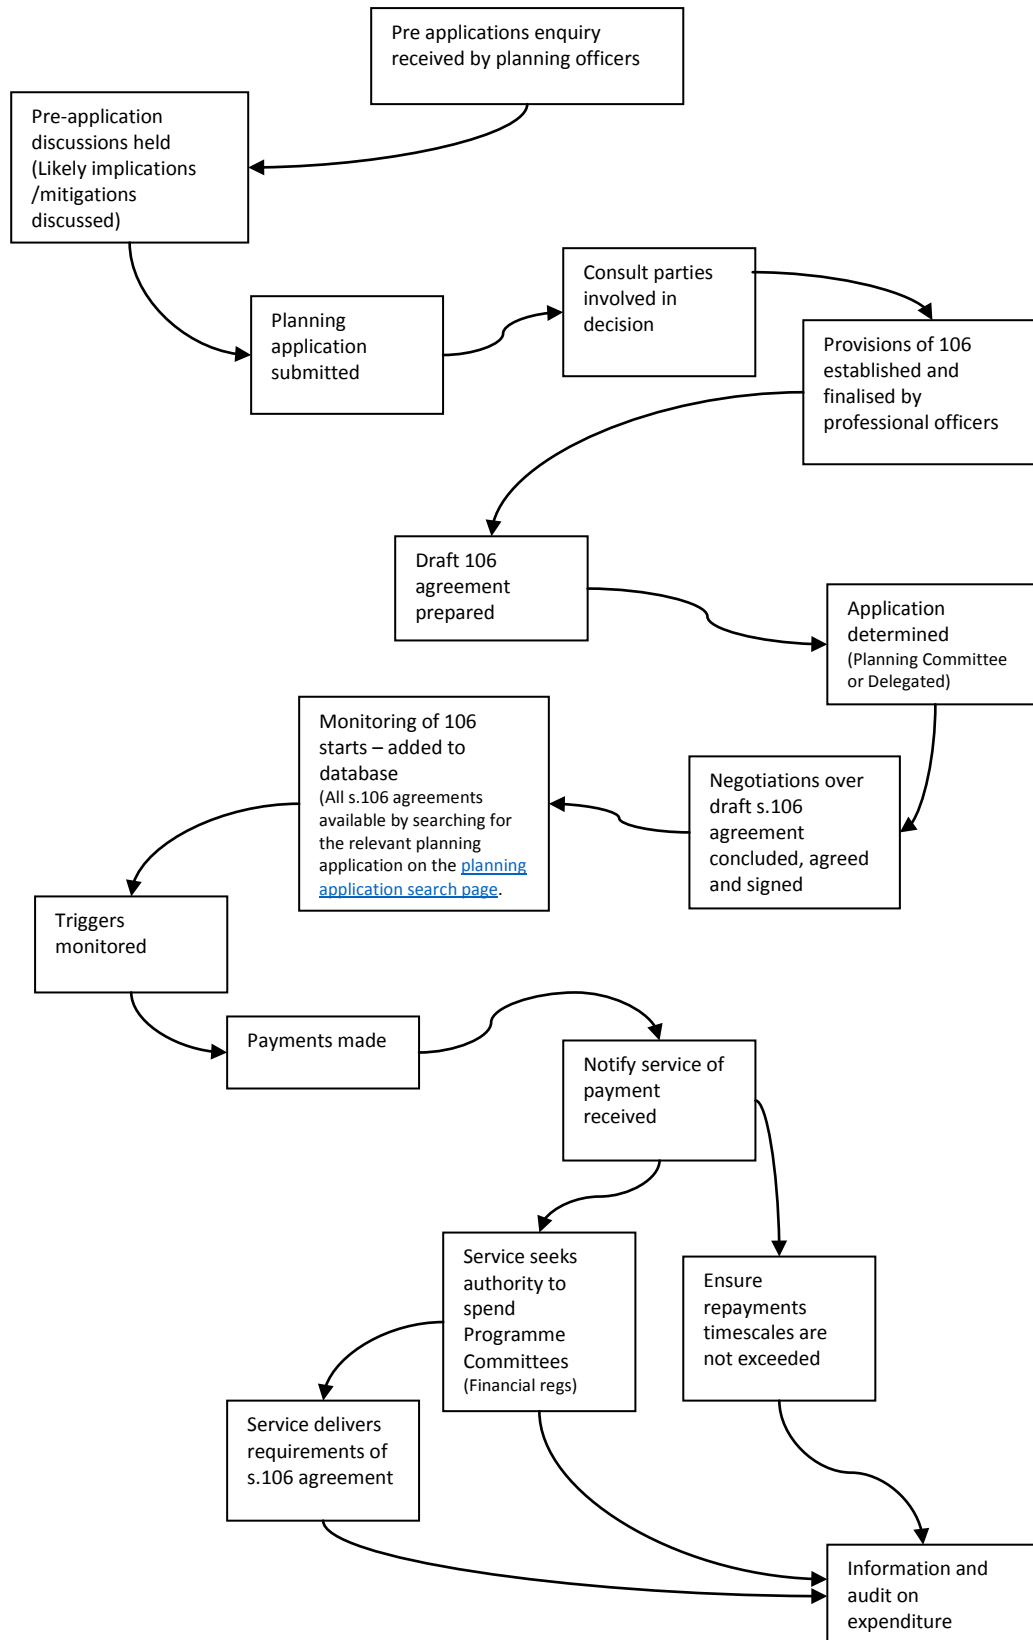 Pre applications enquiry
received by planning officers
Pre-application
discussions held
(Likely implications
/mitigations
discussed)
Planning
application
submitted
Consult parties
involved in
decision
Provisions of 106
established and
finalised by
professional officers
Draft 106
agreement
prepared
Application
determined
(Planning Committee
or Delegated)
Negotiations over
draft s.106
agreement
concluded, agreed
and signed
Monitoring of 106
starts – added to
database
(All s.106 agreements
available by searching for
the relevant planning
application on the planning
application search page.
Triggers
monitored
Payments made
Notify service of
payment
received
Service seeks
authority to
spend
Programme
Committees
(Financial regs)
Ensure
repayments
timescales are
not exceeded
Service delivers
requirements of
s.106 agreement
Information and
audit on
expenditure